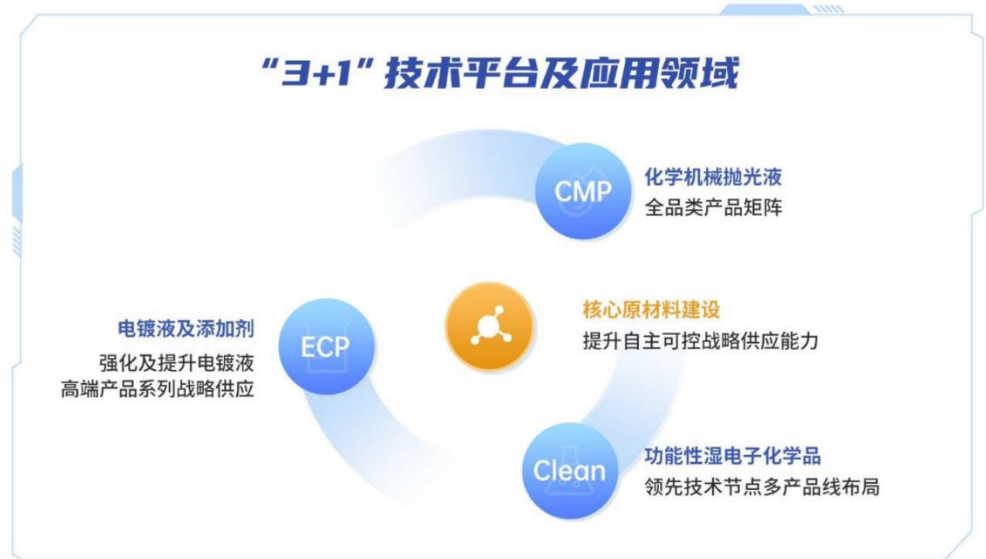 “3+1”技术平台及应用领域
CMP
化学机械抛光液
全品类产品矩阵
核心原材料建设
提升自主可控战略供应能力
ECP
电镀液及添加剂
强化及提升电镀液
高端产品系列战略供应
Clean
功能性湿电子化学品
领先技术节点多产品线布局